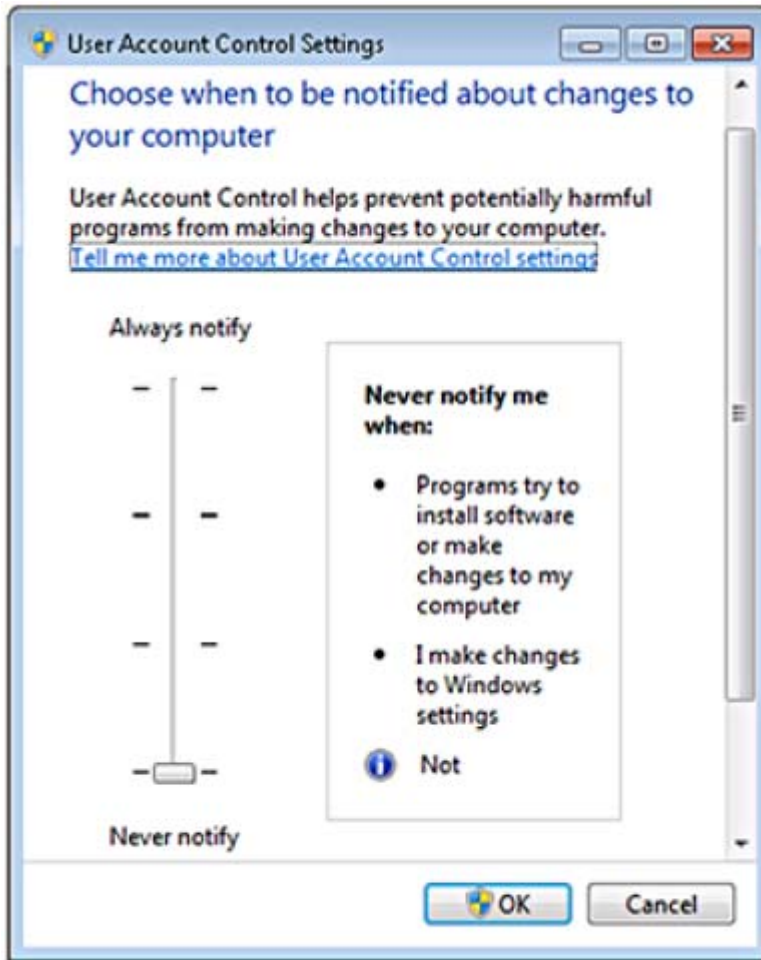 User Account Control Settings
Choose when to be notified about changes to
your computer
User Account Control helps prevent potentially harmful
programs from making changes to your computer.
Tell me more about User Account Control settings
Always notify
Never notify me
when:
• Programs try to
install software
or make
changes to my
computer
• I make changes
to Windows
settings
Not
Never notify
OK
Cancel